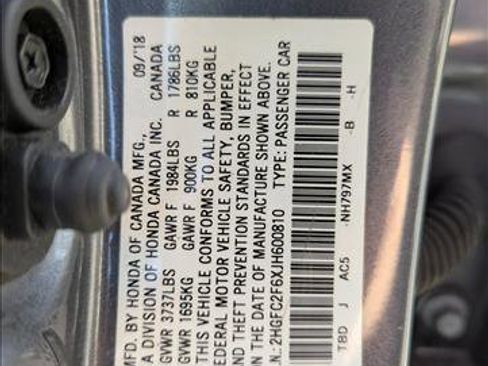 MFD. BY HONDA OF CANADA MFG., 09/'18
A DIVISION OF HONDA CANADA INC. CANADA
GVWR 3737LBS GAWR F 1984LBS R 1786LBS
GVWR 1695KG GAWR F 900KG R 810KG
THIS VEHICLE CONFORMS TO ALL APPLICABLE
FEDERAL MOTOR VEHICLE SAFETY, BUMPER,
AND THEFT PREVENTION STANDARDS IN EFFECT
ON THE DATE OF MANUFACTURE SHOWN ABOVE.
.N.: 2HGFC2F6XJH600810 TYPE: PASSENGER CAR
TBD J AC5 -NH797MX -B -H